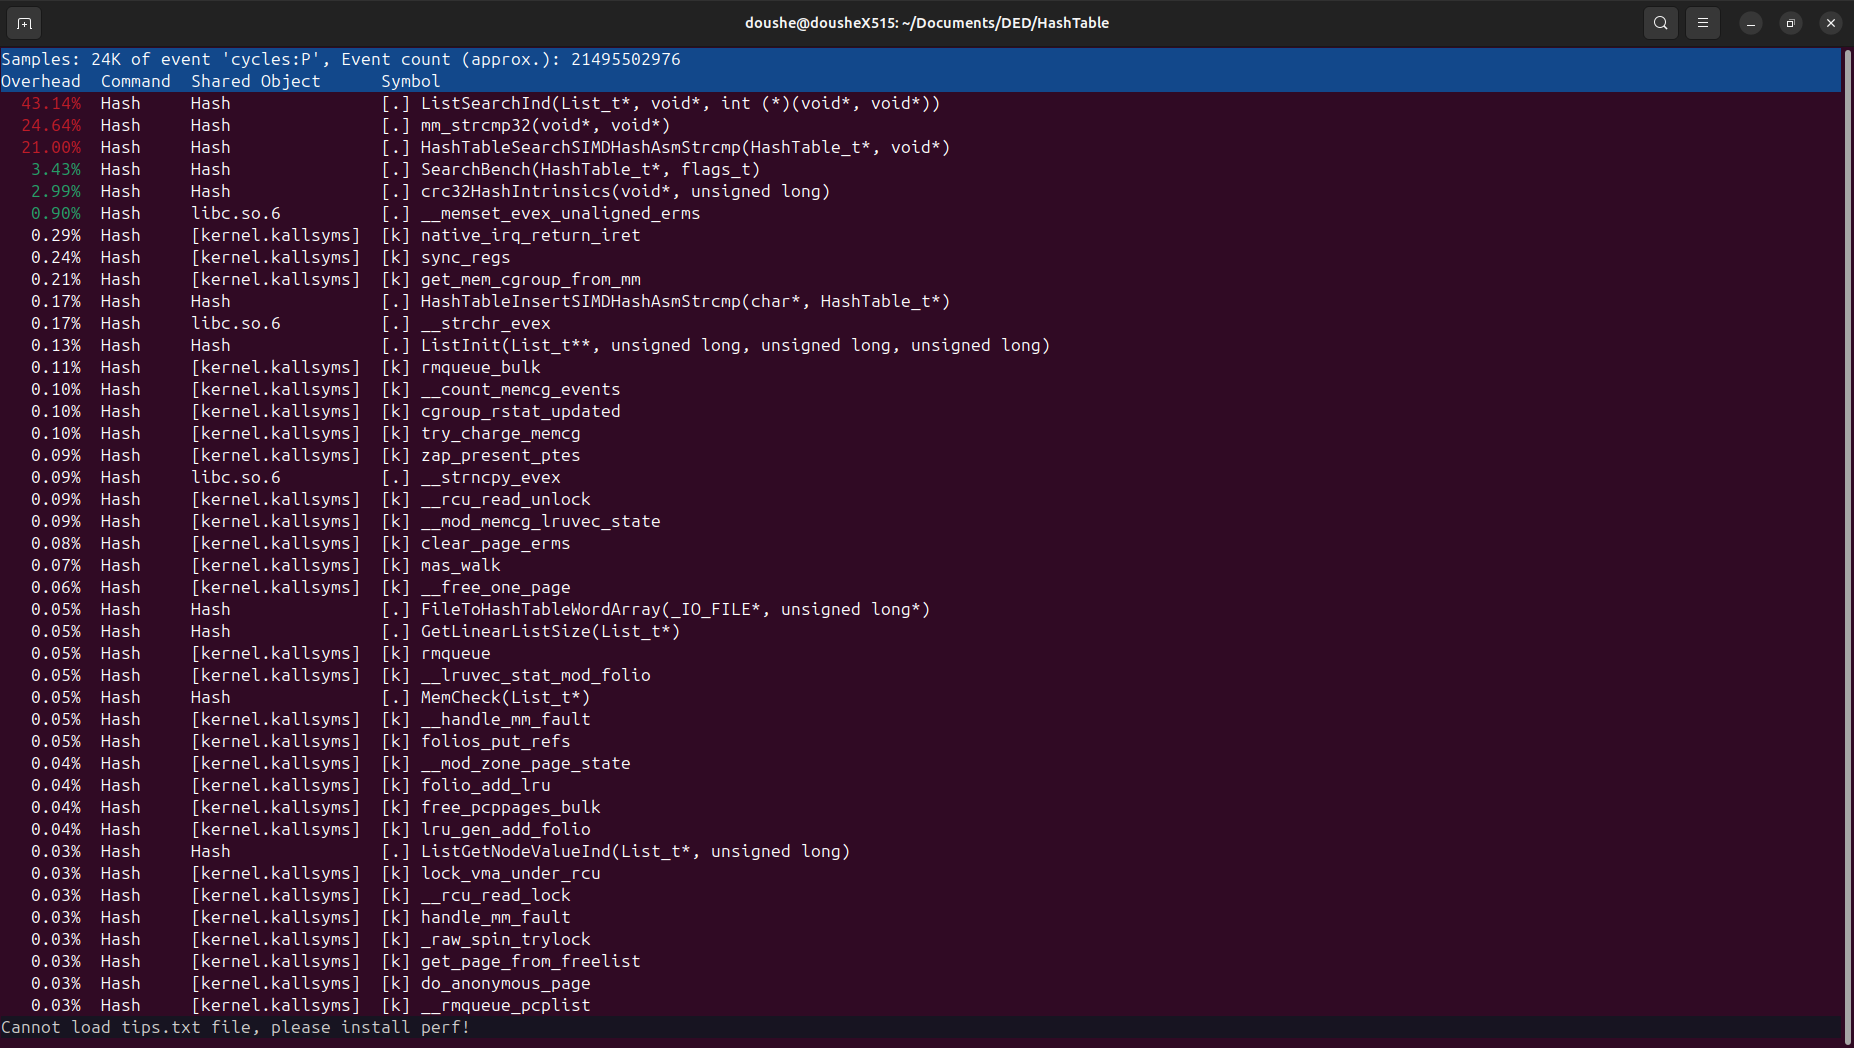 doushe@dousheX515: ~/Documents/DED/HashTable
Samples: 24K of event 'cycles:P', Event count (approx.): 21495502976
Overhead  Command  Shared Object      Symbol
43.14%  Hash     Hash               [.] ListSearchInd(List_t*, void*, int (*)(void*, void*))
24.64%  Hash     Hash               [.] mm_strcmp32(void*, void*)
21.00%  Hash     Hash               [.] HashTableSearchSIMDHashAsmStrcmp(HashTable_t*, void*)
3.43%  Hash     Hash               [.] SearchBench(HashTable_t*, flags_t)
2.99%  Hash     Hash               [.] crc32HashIntrinsics(void*, unsigned long)
0.90%  Hash     libc.so.6          [.] __memset_evex_unaligned_erms
0.29%  Hash     [kernel.kallsyms]  [k] native_irq_return_iret
0.24%  Hash     [kernel.kallsyms]  [k] sync_regs
0.21%  Hash     [kernel.kallsyms]  [k] get_mem_cgroup_from_mm
0.17%  Hash     Hash               [.] HashTableInsertSIMDHashAsmStrcmp(char*, HashTable_t*)
0.17%  Hash     libc.so.6          [.] __strchr_evex
0.13%  Hash     Hash               [.] ListInit(List_t**, unsigned long, unsigned long, unsigned long)
0.11%  Hash     [kernel.kallsyms]  [k] rmqueue_bulk
0.10%  Hash     [kernel.kallsyms]  [k] __count_memcg_events
0.10%  Hash     [kernel.kallsyms]  [k] cgroup_rstat_updated
0.10%  Hash     [kernel.kallsyms]  [k] try_charge_memcg
0.09%  Hash     [kernel.kallsyms]  [k] zap_present_ptes
0.09%  Hash     libc.so.6          [.] __strncpy_evex
0.09%  Hash     [kernel.kallsyms]  [k] __rcu_read_unlock
0.09%  Hash     [kernel.kallsyms]  [k] __mod_memcg_lruvec_state
0.08%  Hash     [kernel.kallsyms]  [k] clear_page_erms
0.07%  Hash     [kernel.kallsyms]  [k] mas_walk
0.06%  Hash     [kernel.kallsyms]  [k] __free_one_page
0.05%  Hash     Hash               [.] FileToHashTableWordArray(_IO_FILE*, unsigned long*)
0.05%  Hash     Hash               [.] GetLinearListSize(List_t*)
0.05%  Hash     [kernel.kallsyms]  [k] rmqueue
0.05%  Hash     [kernel.kallsyms]  [k] __lruvec_stat_mod_folio
0.05%  Hash     Hash               [.] MemCheck(List_t*)
0.05%  Hash     [kernel.kallsyms]  [k] __handle_mm_fault
0.05%  Hash     [kernel.kallsyms]  [k] folios_put_refs
0.04%  Hash     [kernel.kallsyms]  [k] __mod_zone_page_state
0.04%  Hash     [kernel.kallsyms]  [k] folio_add_lru
0.04%  Hash     [kernel.kallsyms]  [k] free_pcppages_bulk
0.04%  Hash     [kernel.kallsyms]  [k] lru_gen_add_folio
0.03%  Hash     Hash               [.] ListGetNodeValueInd(List_t*, unsigned long)
0.03%  Hash     [kernel.kallsyms]  [k] lock_vma_under_rcu
0.03%  Hash     [kernel.kallsyms]  [k] __rcu_read_lock
0.03%  Hash     [kernel.kallsyms]  [k] handle_mm_fault
0.03%  Hash     [kernel.kallsyms]  [k] _raw_spin_trylock
0.03%  Hash     [kernel.kallsyms]  [k] get_page_from_freelist
0.03%  Hash     [kernel.kallsyms]  [k] do_anonymous_page
0.03%  Hash     [kernel.kallsyms]  [k] __rmqueue_pcplist
Cannot load tips.txt file, please install perf!